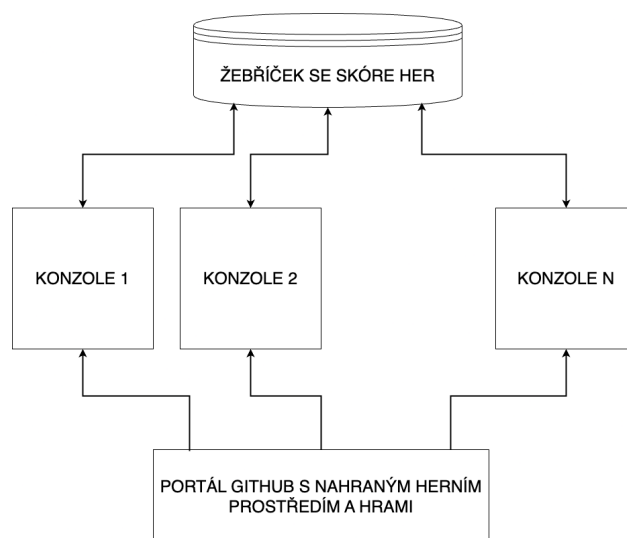 ŽEBŘÍČEK SE SKÓRE HER
KONZOLE 1
KONZOLE 2
KONZOLE N
PORTÁL GITHUB S NAHRANÝM HERNÍM
PROSTŘEDÍM A HRAMI